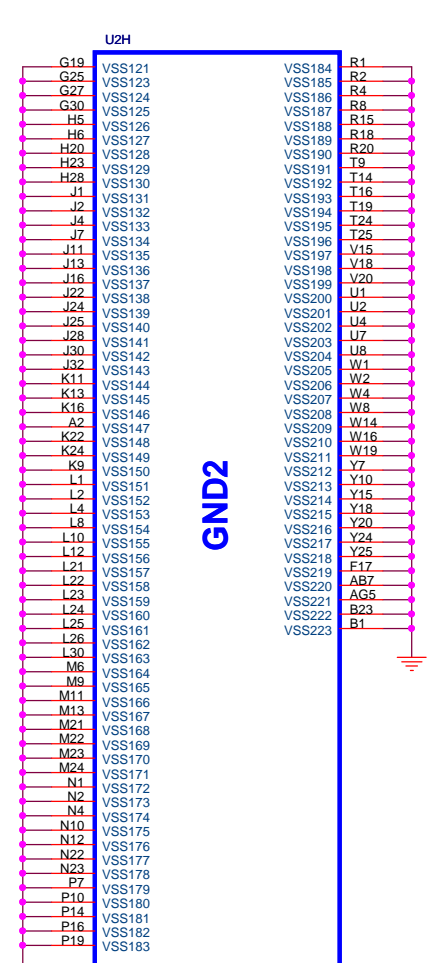 U2H
G19 VSS121 VSS184 R1
G25 VSS123 VSS185 R2
G27 VSS124 VSS186 R4
G30 VSS125 VSS187 R8
H5 VSS126 VSS188 R15
H6 VSS127 VSS189 R18
H20 VSS128 VSS190 R20
H23 VSS129 VSS191 T9
H28 VSS130 VSS192 T14
J1 VSS131 VSS193 T16
J2 VSS132 VSS194 T19
J4 VSS133 VSS195 T24
J7 VSS134 VSS196 T25
J11 VSS135 VSS197 V15
J13 VSS136 VSS198 V18
J16 VSS137 VSS199 V20
J22 VSS138 VSS200 U1
J24 VSS139 VSS201 U2
J25 VSS140 VSS202 U4
J28 VSS141 VSS203 U7
J30 VSS142 VSS204 U8
J32 VSS143 VSS205 W1
K11 VSS144 VSS206 W2
K13 VSS145 VSS207 W4
K16 VSS146 VSS208 W8
A2 VSS147 VSS209 W14
K22 VSS148 VSS210 W16
K24 VSS149 VSS211 W19
K9 VSS150 VSS212 Y7
L1 VSS151 VSS213 Y10
L2 VSS152 VSS214 Y15
L4 VSS153 VSS215 Y18
L8 VSS154 VSS216 Y20
L10 VSS155 VSS217 Y24
L12 VSS156 VSS218 Y25
L21 VSS157 VSS219 F17
L22 VSS158 VSS220 AB7
L23 VSS159 VSS221 AG5
L24 VSS160 VSS222 B23
L25 VSS161 VSS223 B1
L26 VSS162
L30 VSS163
M6 VSS164
M9 VSS165
M11 VSS166
M13 VSS167
M21 VSS168
M22 VSS169
M23 VSS170
M24 VSS171
N1 VSS172
N2 VSS173
N4 VSS174
N10 VSS175
N12 VSS176
N22 VSS177
N23 VSS178
P7 VSS179
P10 VSS180
P14 VSS181
P16 VSS182
P19 VSS183
GND2